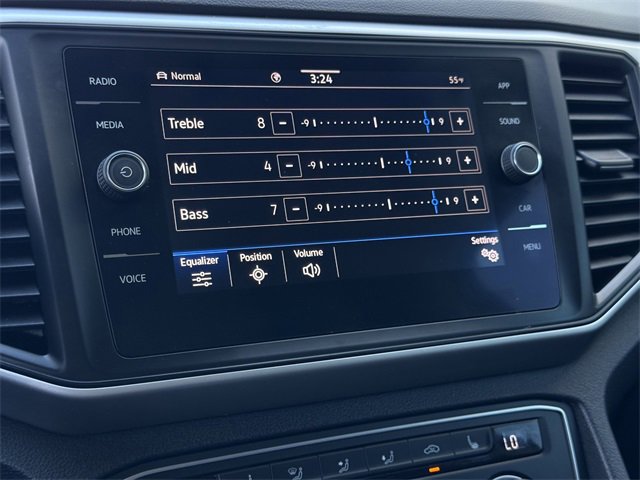 RADIO
MEDIA
PHONE
VOICE
Normal
3:24
55°F
Treble 8 - -9 9 +
Mid 4 - -9 9 +
Bass 7 - -9 9 +
Equalizer
Position
Volume
Settings
APP
SOUND
CAR
MENU
LO